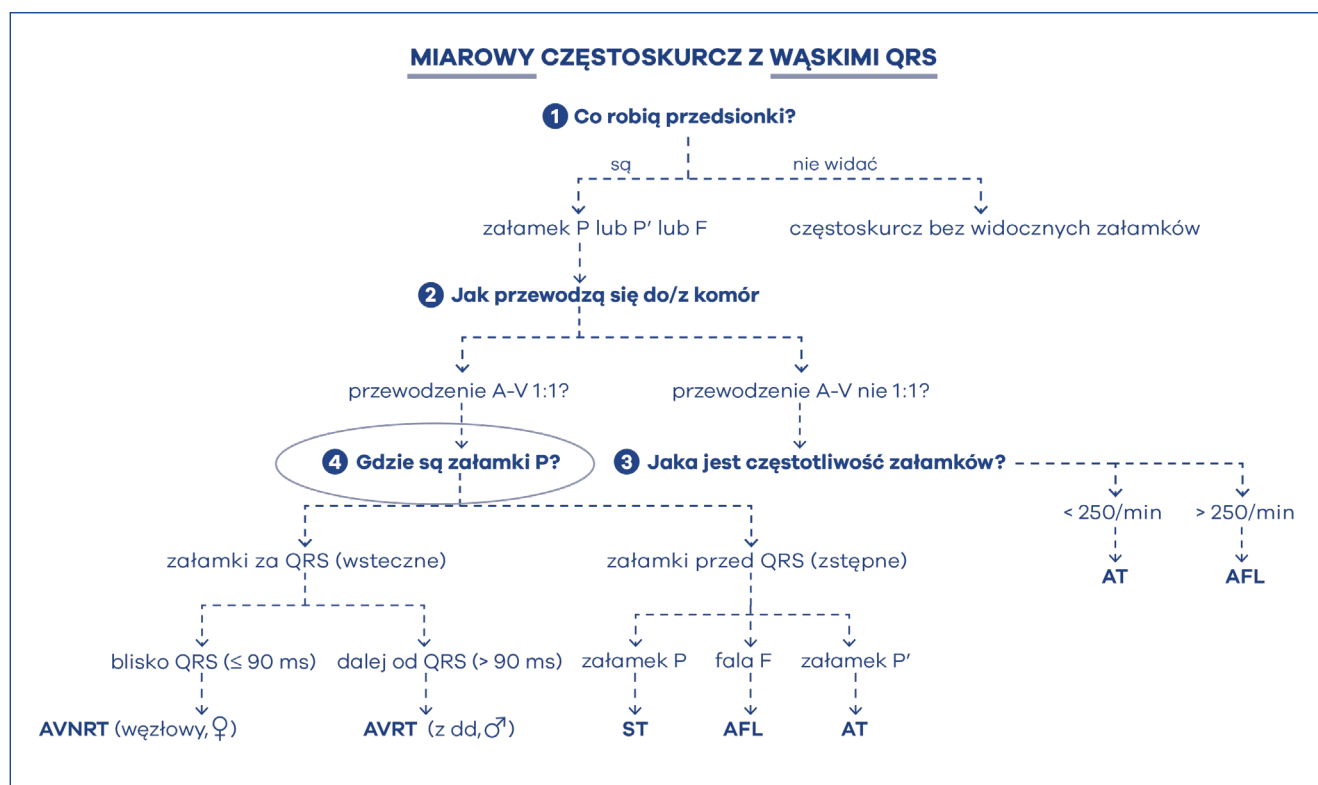 MIAROWY CZĘSTOSKURCZ Z WĄSKIMI QRS
1 Co robią przedsionki?
są
nie widać
załamek P lub P’ lub F
częstoskurcz bez widocznych załamków
2 Jak przewodzą się do/z komór
przewodzenie A-V 1:1?
przewodzenie A-V nie 1:1?
4 Gdzie są załamki P?
3 Jaka jest częstotliwość załamków?
< 250/min
> 250/min
załamki za QRS (wsteczne)
załamki przed QRS (zstępne)
AT
AFL
blisko QRS (≤ 90 ms)
dalej od QRS (> 90 ms)
załamek P
fala F
załamek P’
AVNRT (węzłowy, ♀)
AVRT (z dd, ♂)
ST
AFL
AT